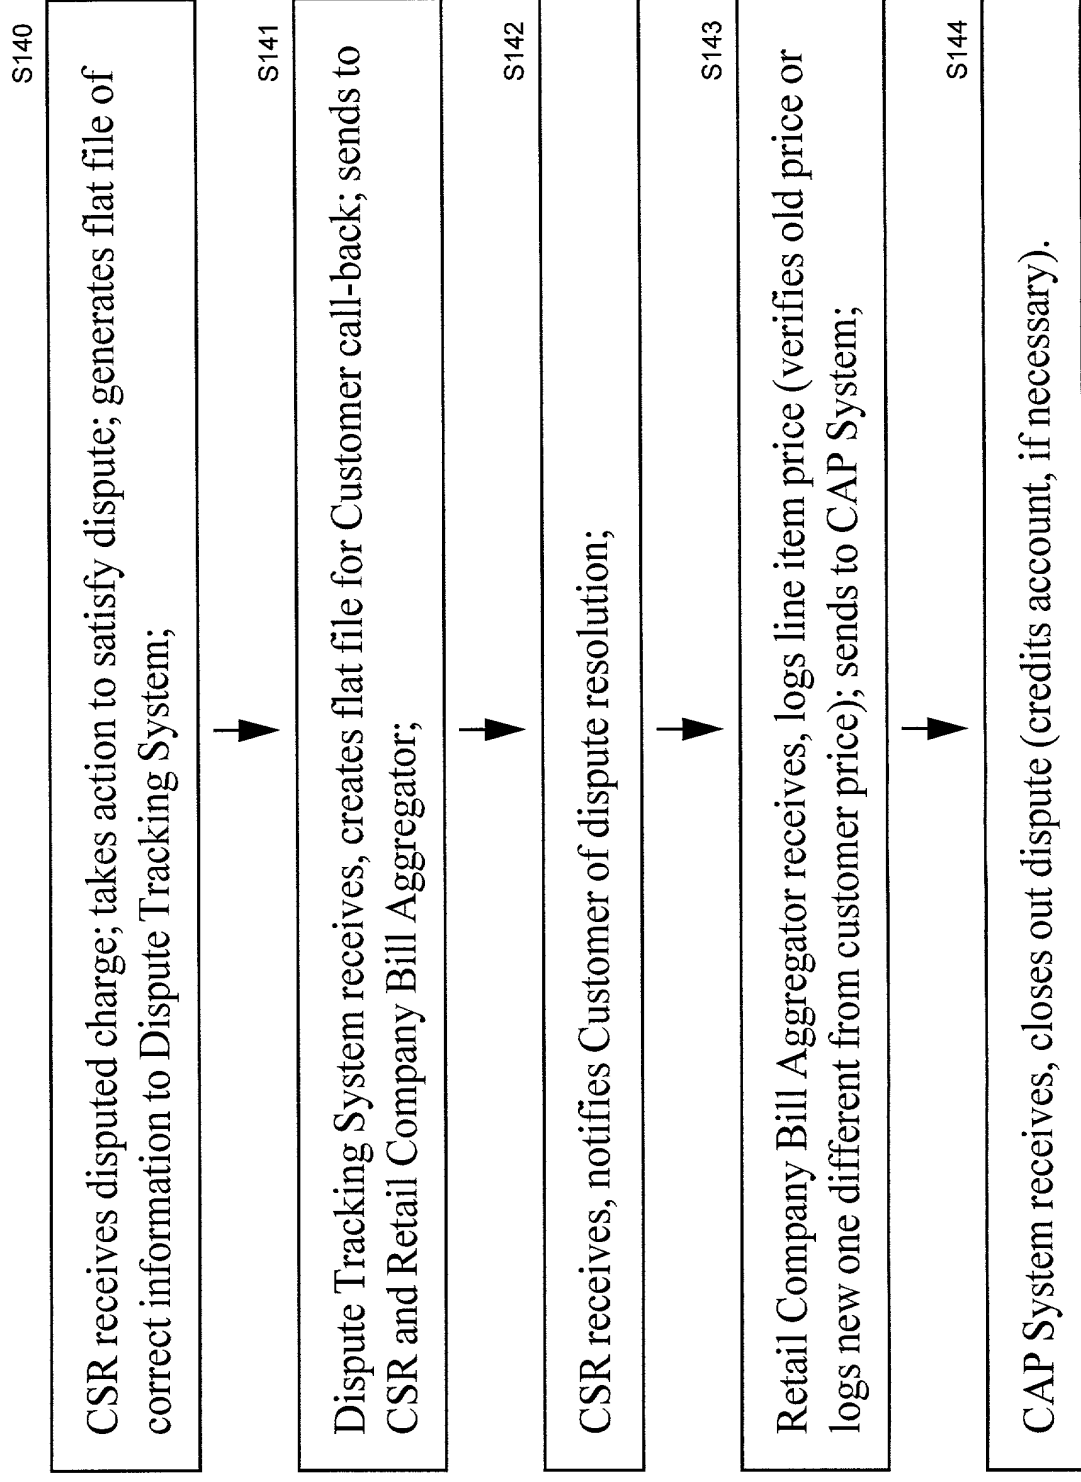 S140
CSR receives disputed charge; takes action to satisfy dispute; generates flat file of
correct information to Dispute Tracking System;
S141
Dispute Tracking System receives, creates flat file for Customer call-back; sends to
CSR and Retail Company Bill Aggregator;
S142
CSR receives, notifies Customer of dispute resolution;
S143
Retail Company Bill Aggregator receives, logs line item price (verifies old price or
logs new one different from customer price); sends to CAP System;
S144
CAP System receives, closes out dispute (credits account, if necessary).